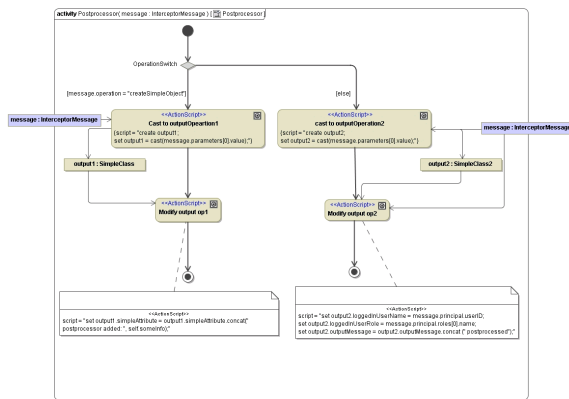 activity Postprocessor( message : InterceptorMessage ) [ Postprocessor ]
OperationSwitch
[message.operation = "createSimpleObject"]
[else]
message : InterceptorMessage
<<ActionScript>>
Cast to outputOpeartion1
{script = "create output1;
set output1 = cast(message.parameters[0].value);"}
<<ActionScript>>
cast to outputOperation2
{script = "create output2;
set output2 = cast(message.parameters[0].value);"}
message : InterceptorMessage
output1 : SimpleClass
output2 : SimpleClass2
<<ActionScript>>
Modify output op1
<<ActionScript>>
Modify output op2
<<ActionScript>>
script = "set output1.simpleAttribute = output1.simpleAttribute.concat("
postprocessor added: ", self.someInfo);"
<<ActionScript>>
script = "set output2.loggedInUserName = message.principal.userID;
set output2.loggedInUserRole = message.principal.roles[0].name;
set output2.outputMessage = output2.outputMessage.concat (" postprocessed");"